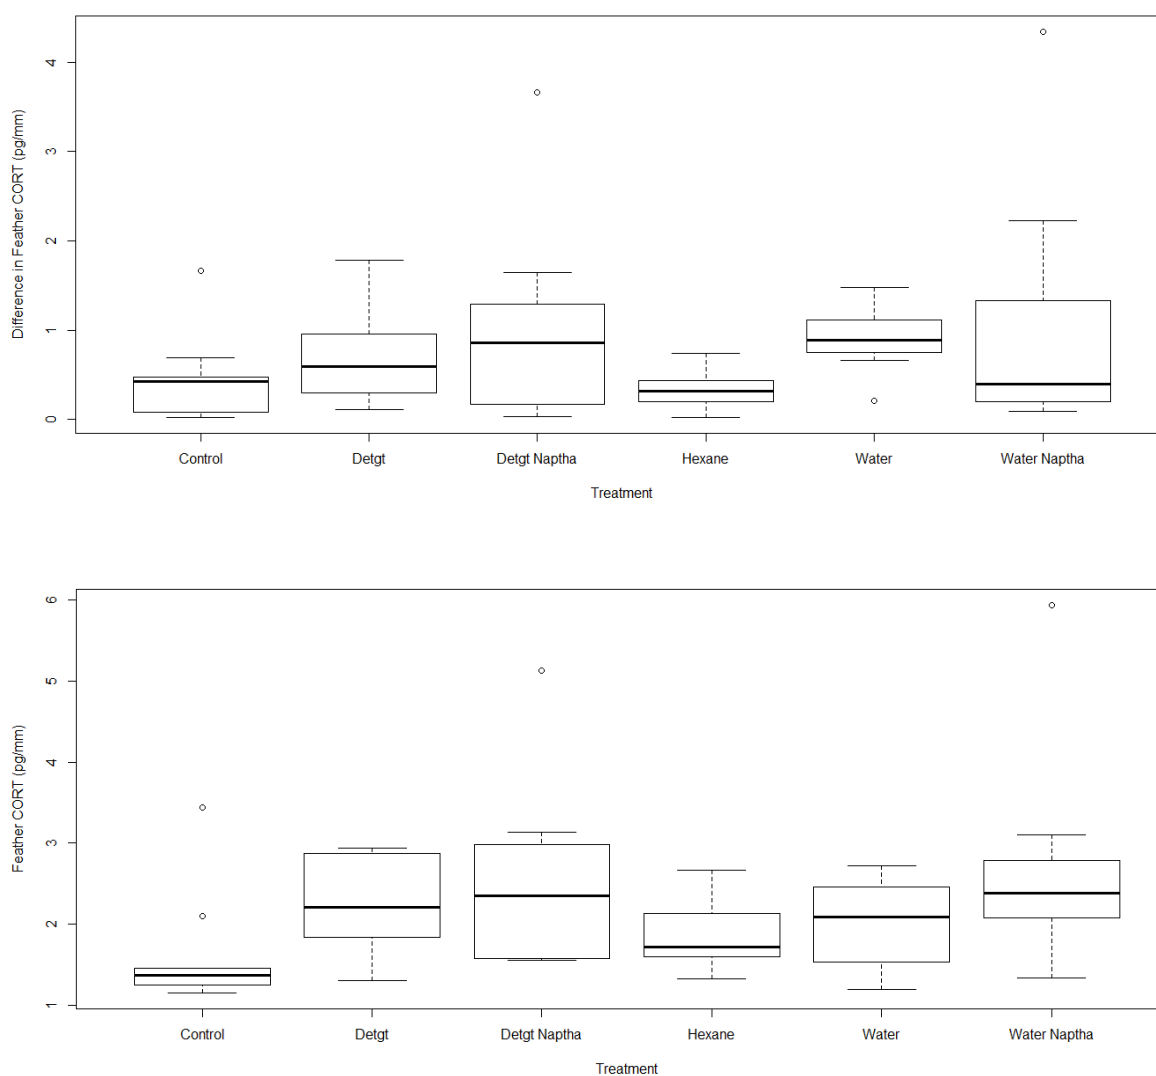 Difference in Feather CORT (pg/mm)
4
3
2
1
0
Control Detgt Detgt Naptha Hexane Water Water Naptha
Treatment
Feather CORT (pg/mm)
6
5
4
3
2
1
Control Detgt Detgt Naptha Hexane Water Water Naptha
Treatment